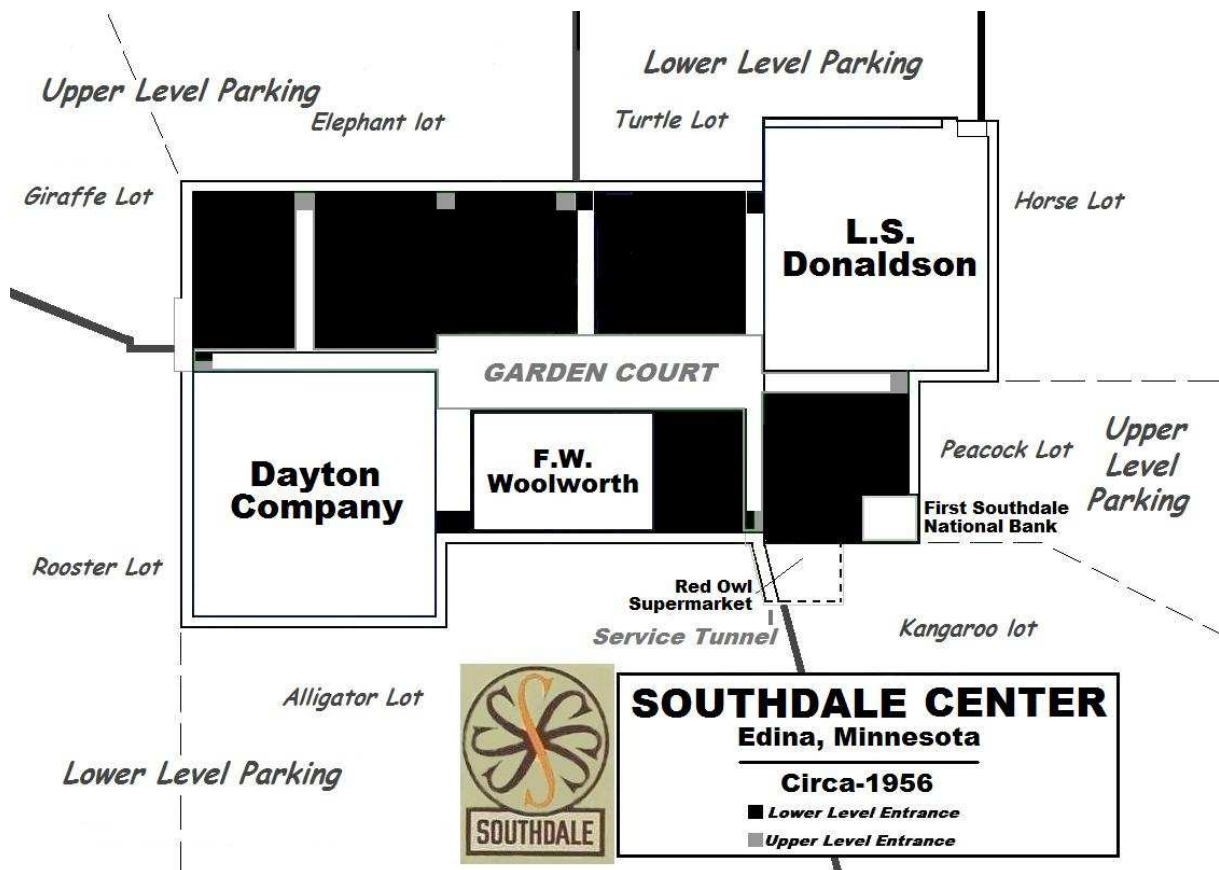 Lower Level Parking
Upper Level Parking
Elephant lot
Turtle Lot
Giraffe Lot
Horse Lot
L.S.
Donaldson
GARDEN COURT
Peacock Lot
Upper
Level
Parking
Dayton
Company
F.W.
Woolworth
First Southdale
National Bank
Rooster Lot
Red Owl
Supermarket
Service Tunnel
Kangaroo lot
Alligator Lot
Lower Level Parking
SOUTHDALE
SOUTHDALE CENTER
Edina, Minnesota
Circa-1956
Lower Level Entrance
Upper Level Entrance